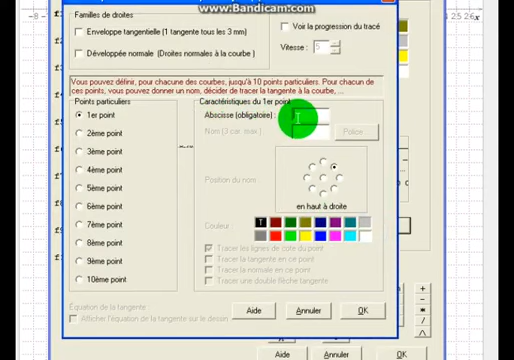 www.Bandicam.com
-8 -7 -6
4 25 26 x
Familles de droites
Enveloppe tangentielle (1 tangente tous les 3 mm)
Développée normale (Droites normales à la courbe)
Voir la progression du tracé
Vitesse : 5
Vous pouvez définir, pour chacune des courbes, jusqu'à 10 points particuliers. Pour chacun de
ces points, vous pouvez donner un nom, décider de tracer la tangente à la courbe, ...
Points particuliers
1er point
2ème point
3ème point
4ème point
5ème point
6ème point
7ème point
8ème point
9ème point
10ème point
Caractéristiques du 1er point
Abscisse (obligatoire) :
Nom (3 car. max.)
Police
Position du nom
en haut à droite
Couleur
T
Tracer les lignes de cote du point
Tracer la tangente en ce point
Tracer la normale en ce point
Tracer une double flèche tangente
Équation de la tangente
Afficher l'équation de la tangente sur le dessin
Aide
Annuler
OK
+
-
*
/
Aide
Annuler
OK